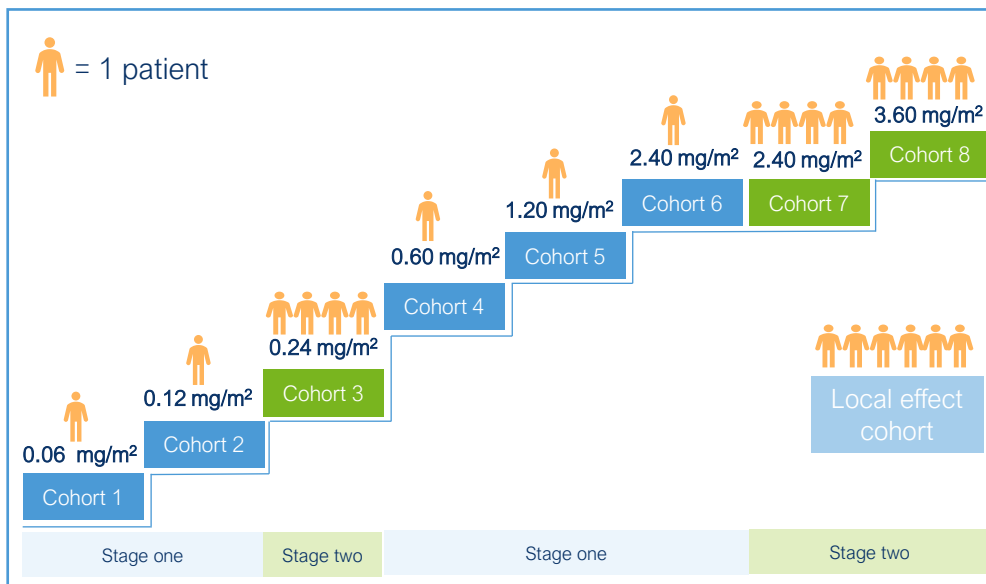 = 1 patient
0.06 mg/m²
Cohort 1
0.12 mg/m²
Cohort 2
0.24 mg/m²
Cohort 3
0.60 mg/m²
Cohort 4
1.20 mg/m²
Cohort 5
2.40 mg/m²
Cohort 6
2.40 mg/m²
Cohort 7
3.60 mg/m²
Cohort 8
Local effect
cohort
Stage one
Stage two
Stage one
Stage two